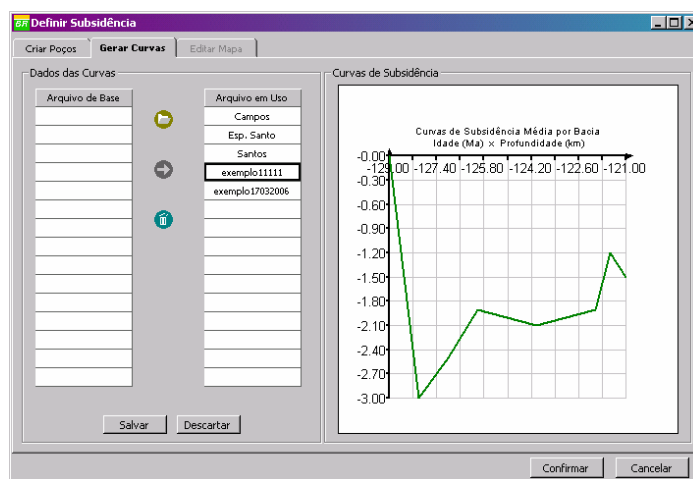 BR Definir Subsidência
Criar Poços Gerar Curvas Editar Mapa
Dados das Curvas
Arquivo de Base
Arquivo em Uso
Campos
Esp. Santo
Santos
exemplo11111
exemplo17032006
Salvar Descartar
Curvas de Subsidência
Curvas de Subsidência Média por Bacia
Idade (Ma) x Profundidade (km)
-129.00 -127.40 -125.80 -124.20 -122.60 -121.00
-0.00
-0.30
-0.60
-0.90
-1.20
-1.50
-1.80
-2.10
-2.40
-2.70
-3.00
Confirmar Cancelar